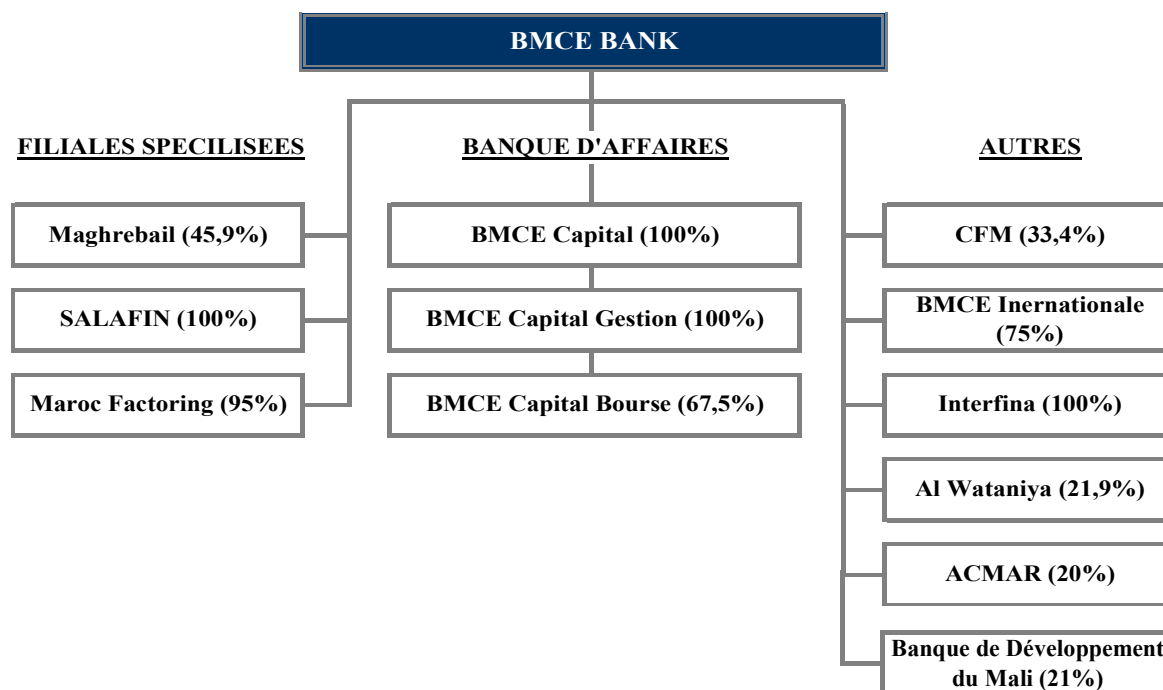 BMCE BANK
FILIALES SPECILISEES
Maghrebail (45,9%)
SALAFIN (100%)
Maroc Factoring (95%)
BANQUE D'AFFAIRES
BMCE Capital (100%)
BMCE Capital Gestion (100%)
BMCE Capital Bourse (67,5%)
AUTRES
CFM (33,4%)
BMCE Inernationale
(75%)
Interfina (100%)
Al Wataniya (21,9%)
ACMAR (20%)
Banque de Développement
du Mali (21%)